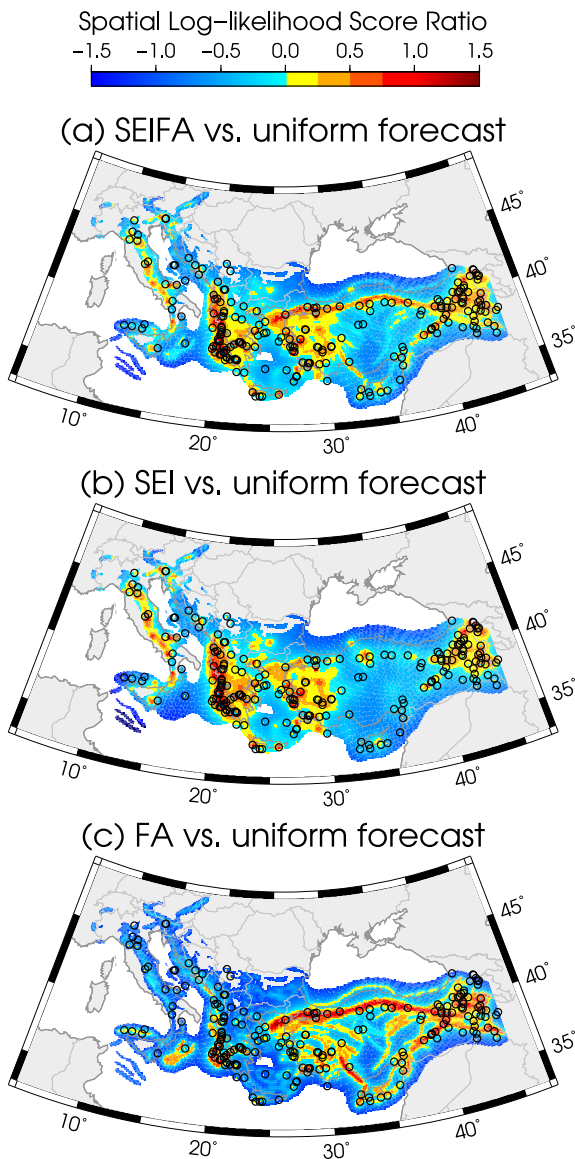 Spatial Log-likelihood Score Ratio
−1.5 −1.0 −0.5 0.0 0.5 1.0 1.5
(a) SEIFA vs. uniform forecast
45°
40°
35°
10° 20° 30° 40°
(b) SEI vs. uniform forecast
45°
40°
35°
10° 20° 30° 40°
(c) FA vs. uniform forecast
45°
40°
35°
10° 20° 30° 40°